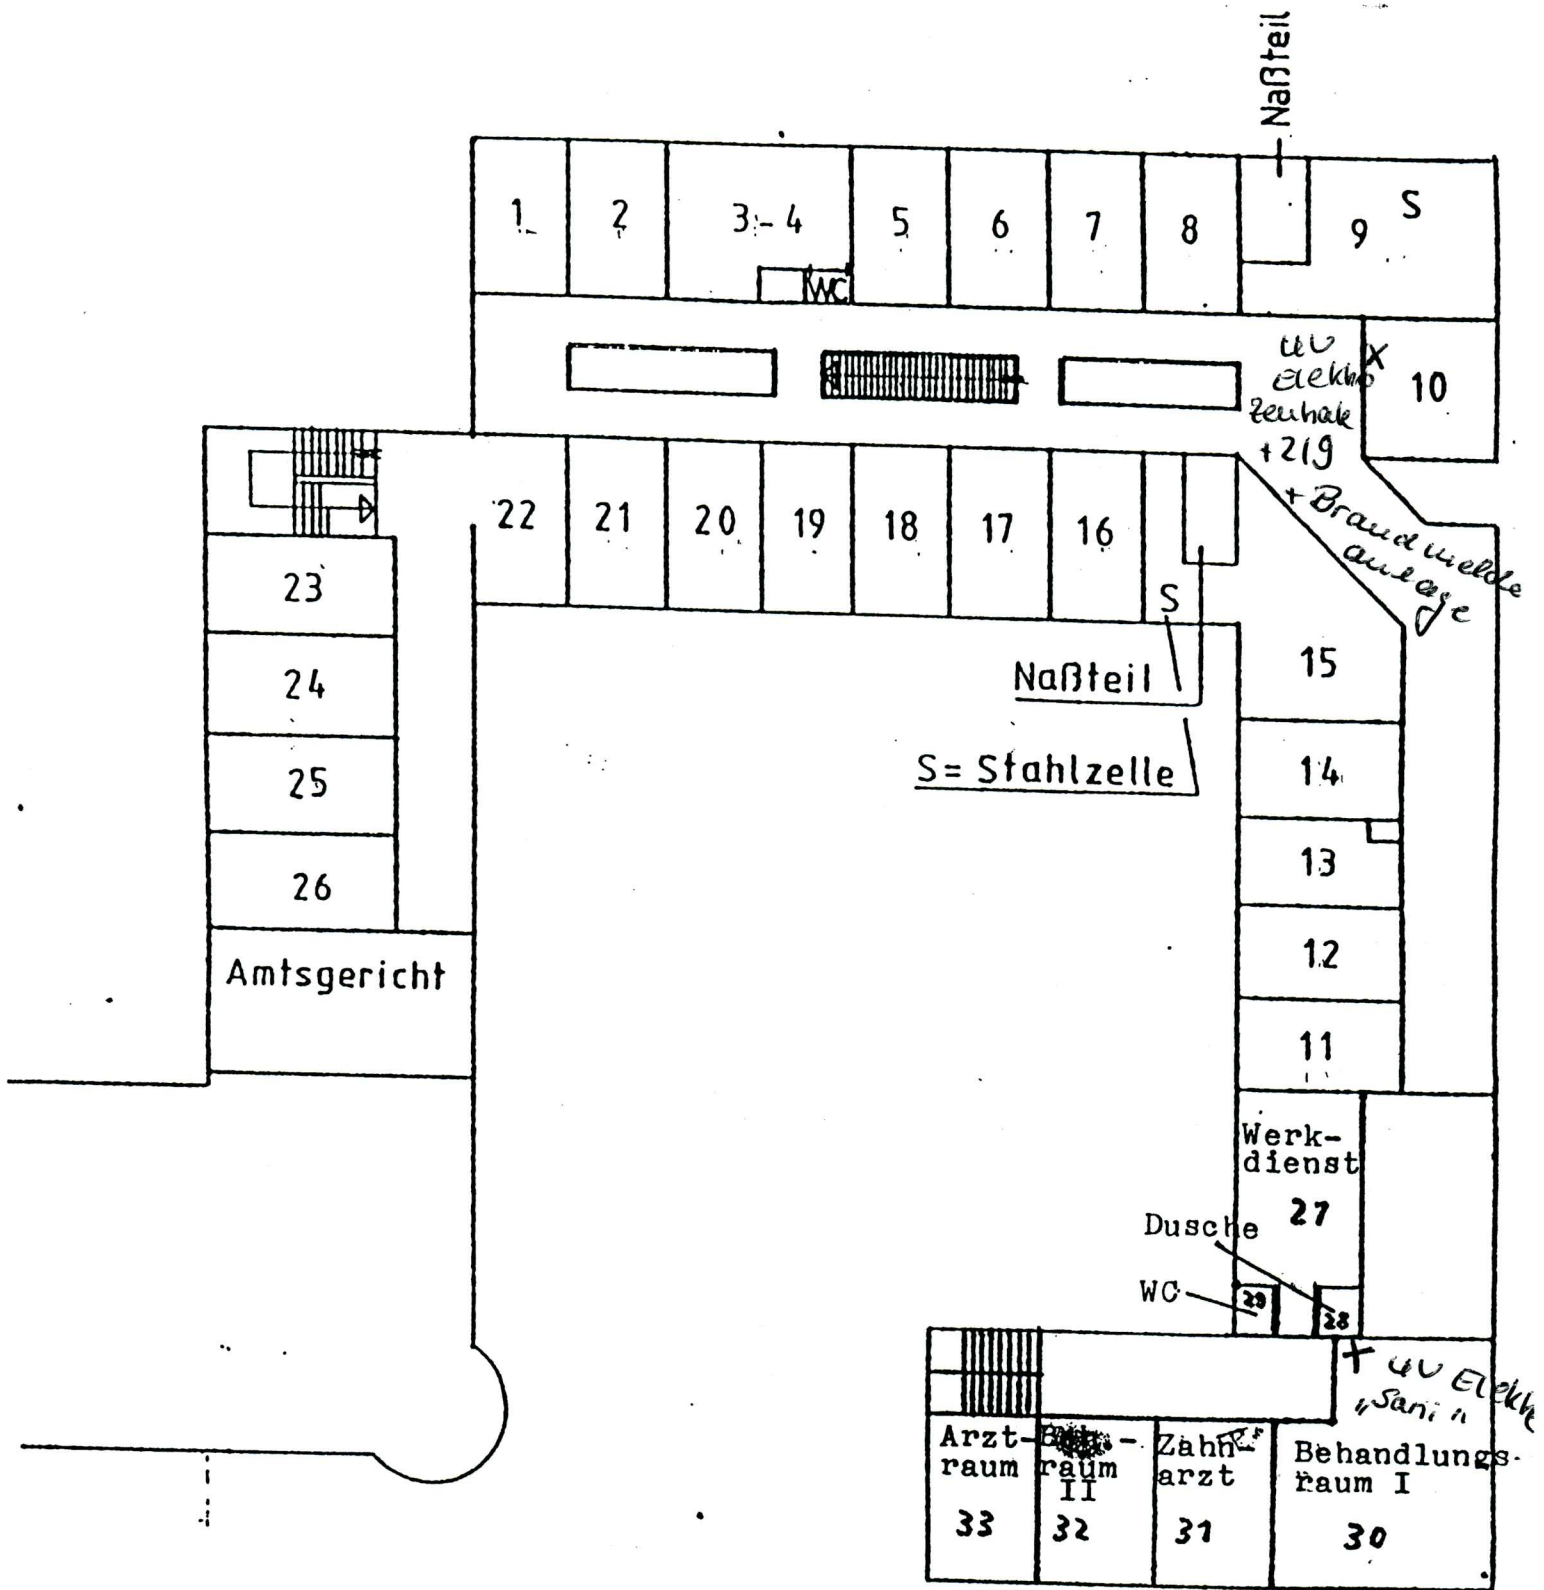 Naßteil
1 2 3-4 5 6 7 8 9 S
WC
UV
Elektro
X
10
Zentrale
+ZLG
+ Brandmelde
anlage
22 21 20 19 18 17 16
S
23
24
25
26
Amtsgericht
Naßteil
S= Stahlzelle
15
14
13
12
11
Werk-
dienst
27
Dusche
WC
29
28
+ UV Elektro
"Sani"
Arzt-
raum
33
raum
II
32
Zahn-
arzt
31
Behandlungs-
raum I
30